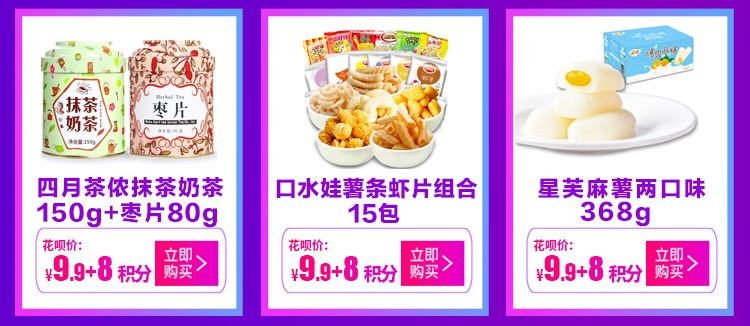 抹茶
奶茶
净含量:150g
Herbal Tea
枣片
四月茶侬抹茶奶茶
150g+枣片80g
花呗价:
¥9.9+8 积分
立即
购买
口水娃薯条虾片组合
15包
花呗价:
¥9.9+8 积分
立即
购买
星芙麻薯两口味
368g
花呗价:
¥9.9+8 积分
立即
购买